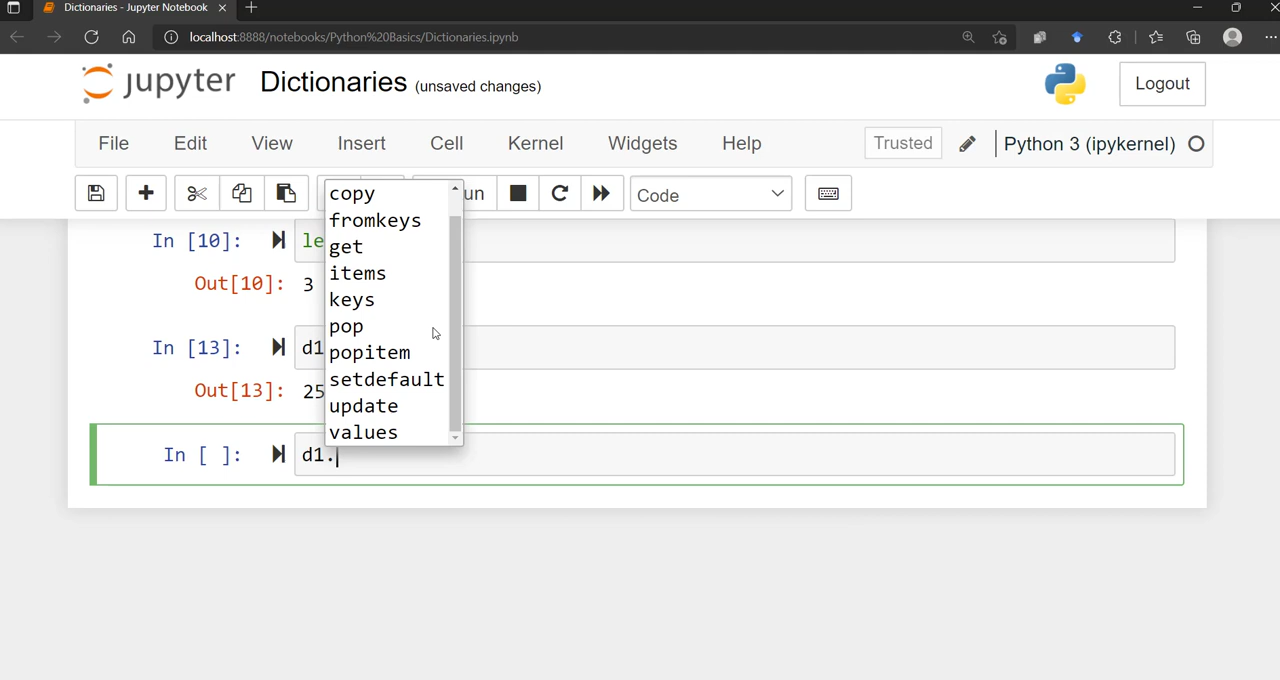 Dictionaries - Jupyter Notebook
localhost:8888/notebooks/Python%20Basics/Dictionaries.ipynb
jupyter Dictionaries (unsaved changes)
Logout
File Edit View Insert Cell Kernel Widgets Help Trusted Python 3 (ipykernel)
un Code
copy
fromkeys
get
items
keys
pop
popitem
setdefault
update
values
In [10]: le
Out[10]: 3
In [13]: d1
Out[13]: 25
In [ ]: d1.